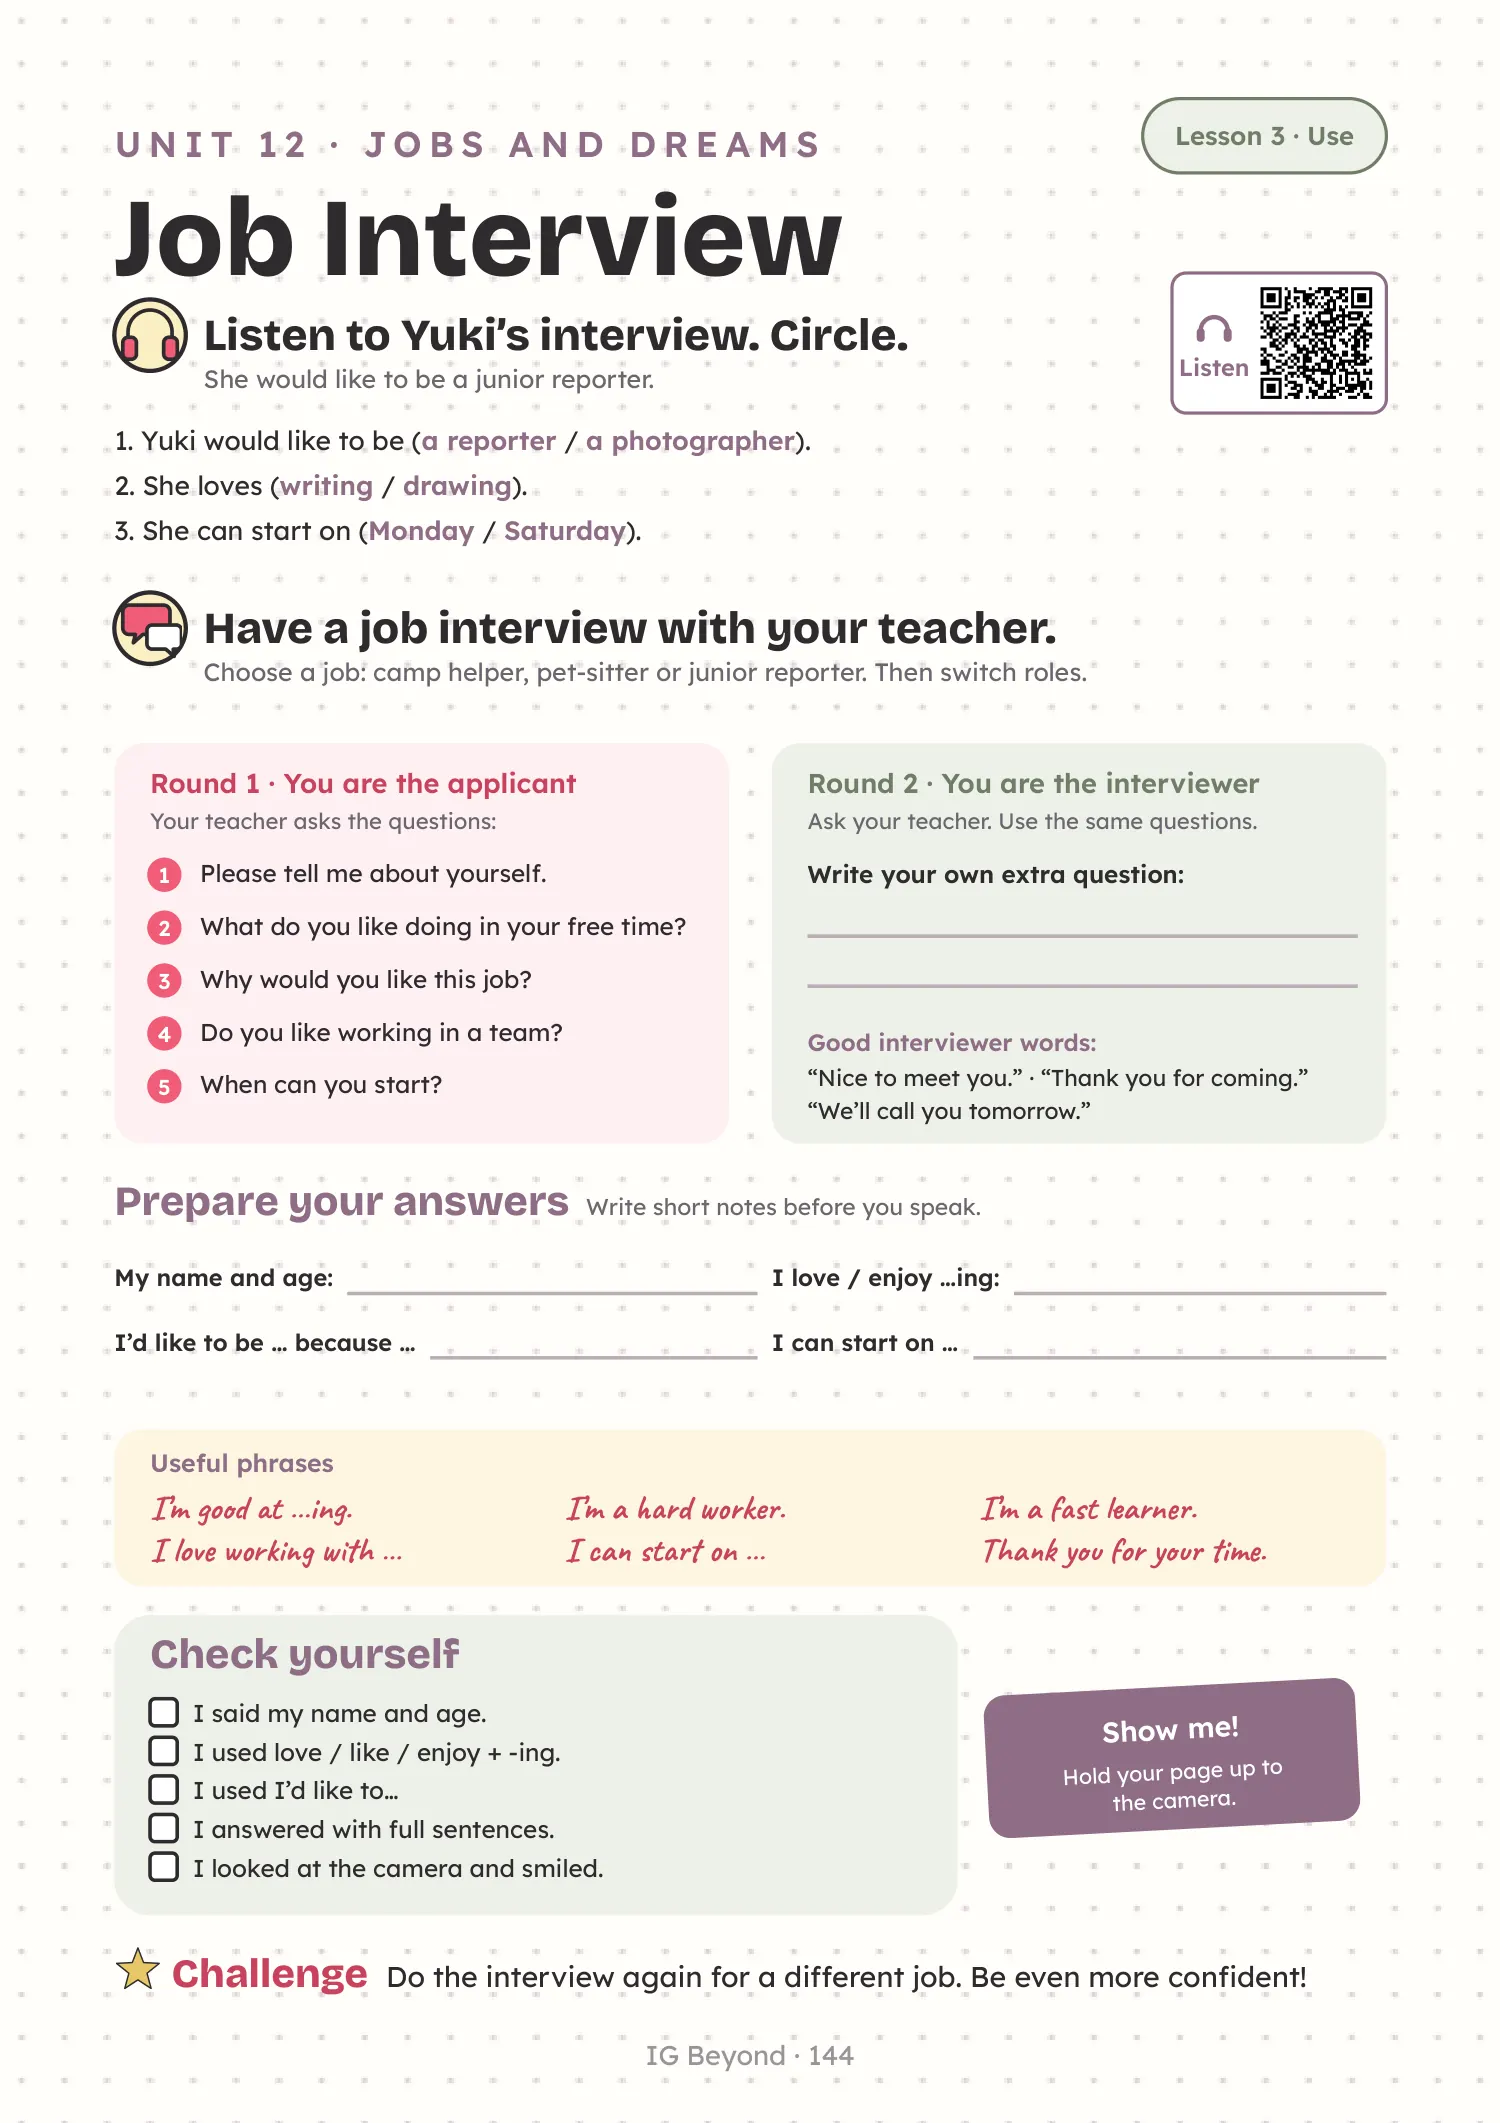 UNIT 12 · JOBS AND DREAMS
Lesson 3 · Use
Job Interview
Listen to Yuki’s interview. Circle.
She would like to be a junior reporter.
Listen
1. Yuki would like to be (a reporter / a photographer).
2. She loves (writing / drawing).
3. She can start on (Monday / Saturday).
Have a job interview with your teacher.
Choose a job: camp helper, pet-sitter or junior reporter. Then switch roles.
Round 1 · You are the applicant
Your teacher asks the questions:
1 Please tell me about yourself.
2 What do you like doing in your free time?
3 Why would you like this job?
4 Do you like working in a team?
5 When can you start?
Round 2 · You are the interviewer
Ask your teacher. Use the same questions.
Write your own extra question:
Good interviewer words:
“Nice to meet you.” · “Thank you for coming.”
“We’ll call you tomorrow.”
Prepare your answers Write short notes before you speak.
My name and age:
I love / enjoy …ing:
I’d like to be … because …
I can start on …
Useful phrases
I’m good at …ing.
I’m a hard worker.
I’m a fast learner.
I love working with …
I can start on …
Thank you for your time.
Check yourself
I said my name and age.
I used love / like / enjoy + -ing.
I used I’d like to…
I answered with full sentences.
I looked at the camera and smiled.
Show me!
Hold your page up to
the camera.
Challenge Do the interview again for a different job. Be even more confident!
IG Beyond · 144